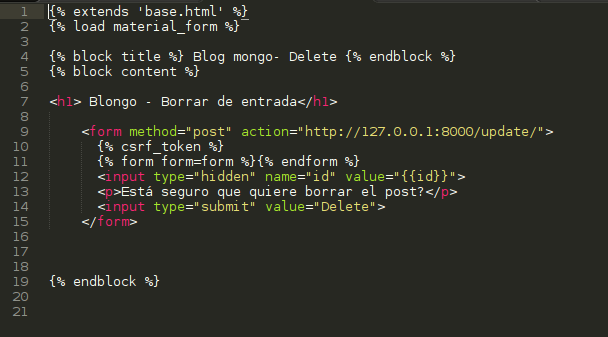 1 {% extends 'base.html' %}
2 {% load material_form %}
3
4 {% block title %} Blog mongo- Delete {% endblock %}
5 {% block content %}
6
7 <h1> Blongo - Borrar de entrada</h1>
8
9 <form method="post" action="http://127.0.0.1:8000/update/">
10 {% csrf_token %}
11 {% form form=form %}{% endform %}
12 <input type="hidden" name="id" value="{{id}}">
13 <p>Está seguro que quiere borrar el post?</p>
14 <input type="submit" value="Delete">
15 </form>
16
17
18
19 {% endblock %}
20
21